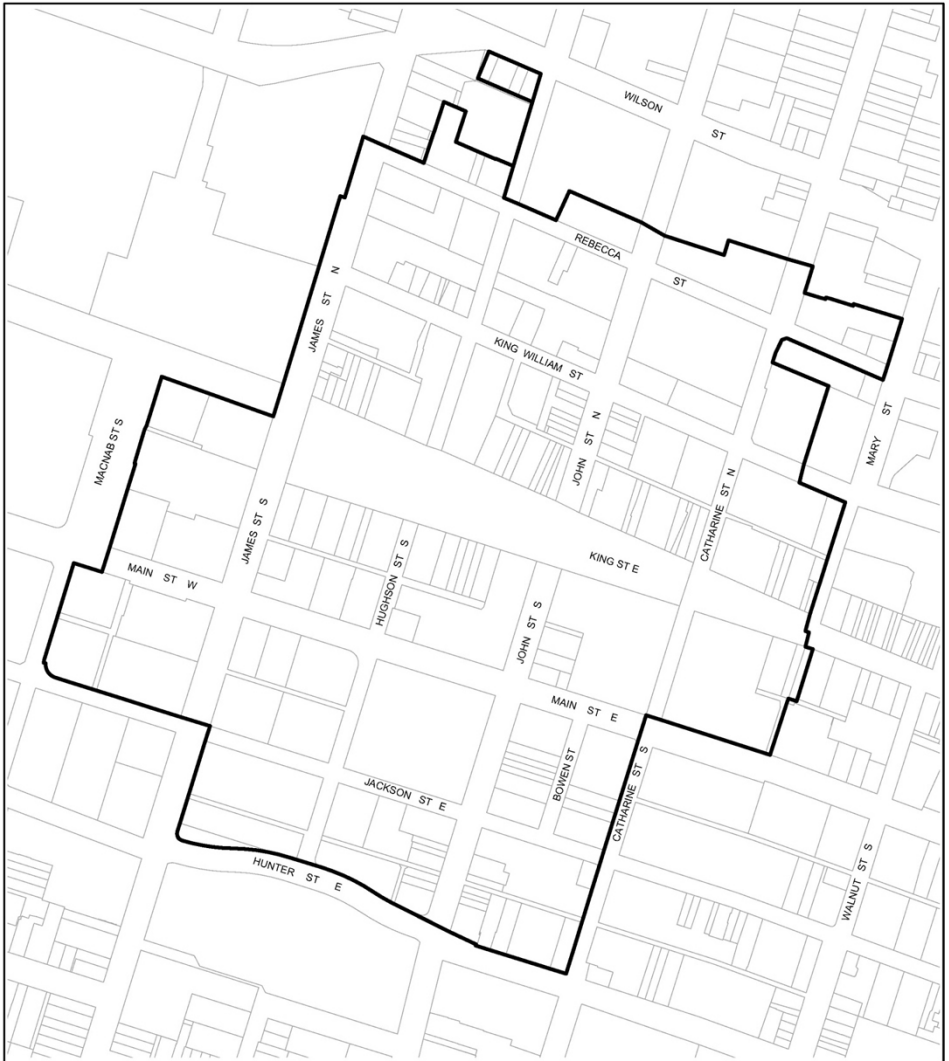 WILSON ST
REBECCA ST
JAMES ST N
KING WILLIAM ST
JOHN ST N
MARY ST
MACNAB ST S
CATHARINE ST N
JAMES ST S
HUGHSON ST S
KING ST E
MAIN ST W
JOHN ST S
MAIN ST E
BOWEN ST
CATHARINE ST S
JACKSON ST E
HUNTER ST E
WALNUT ST S